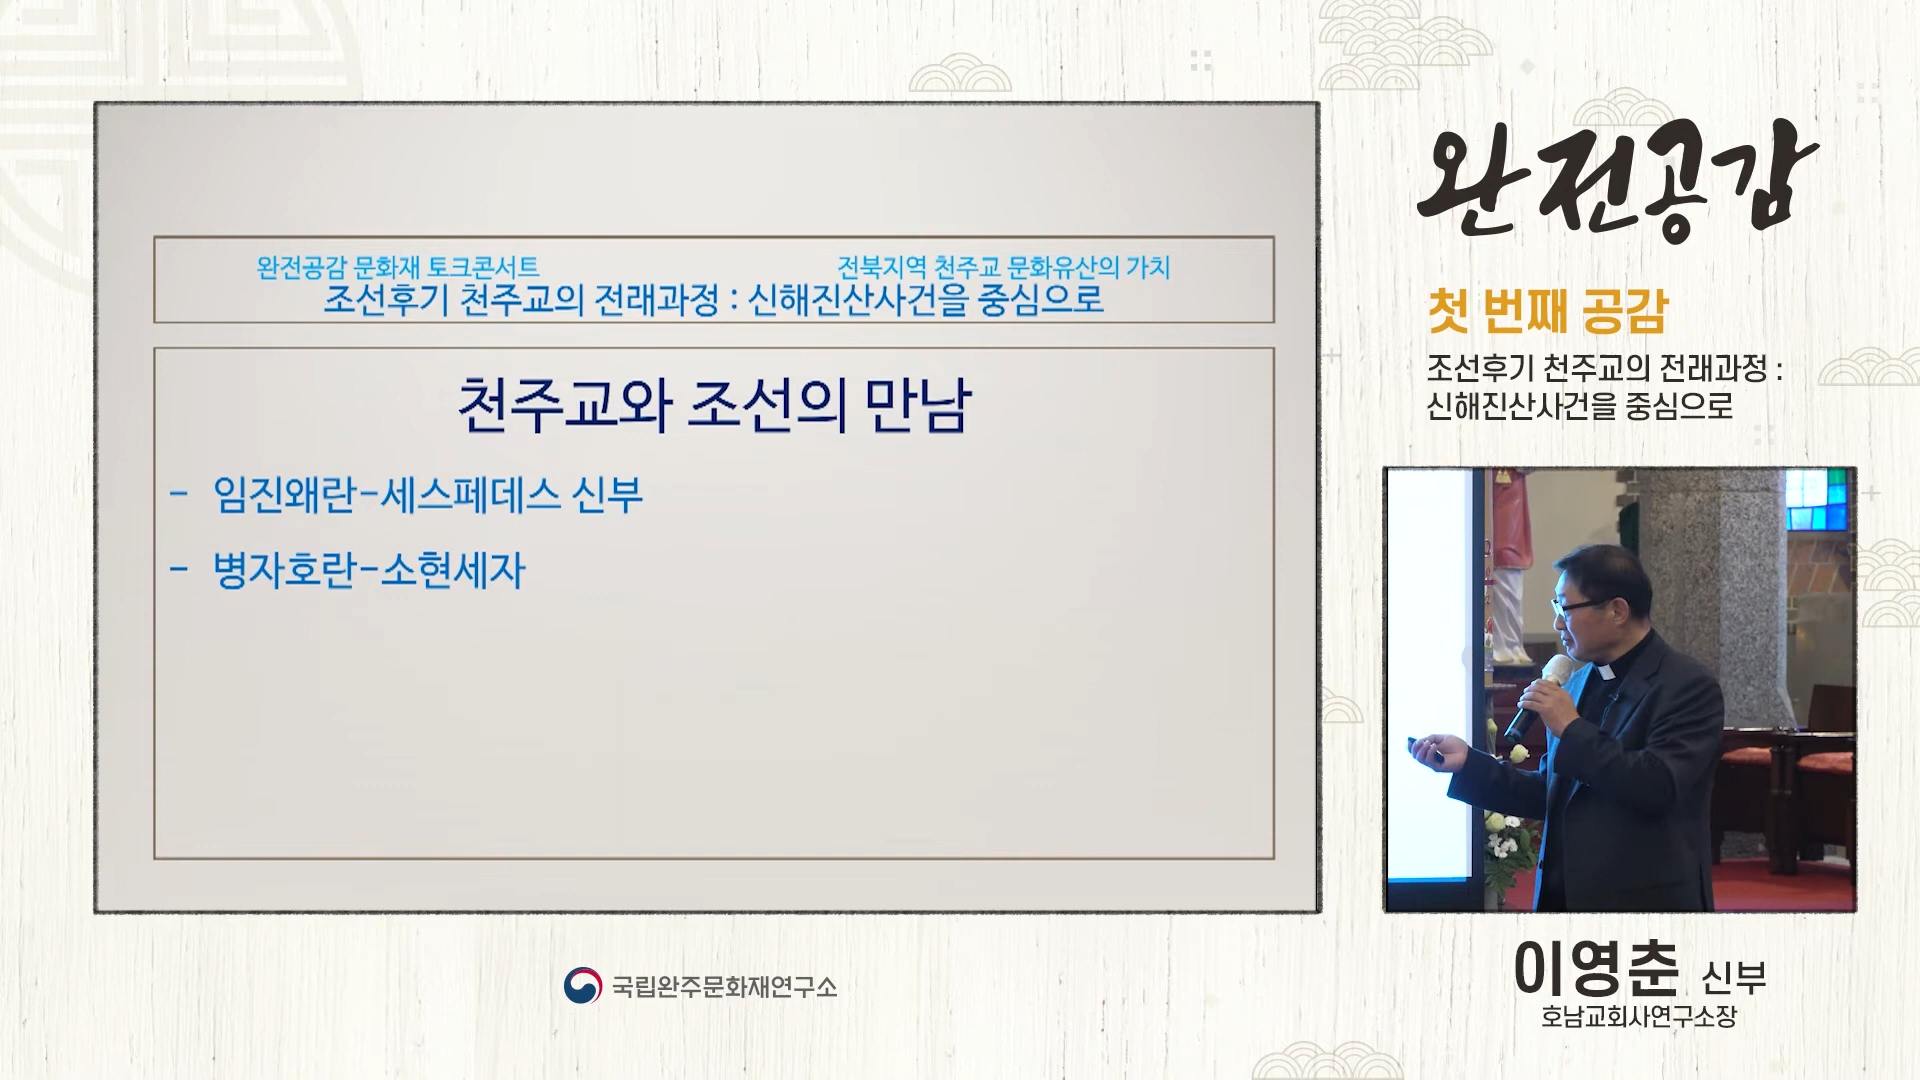 완전공감 문화재 토크콘서트 전북지역 천주교 문화유산의 가치
조선후기 천주교의 전래과정 : 신해진산사건을 중심으로
천주교와 조선의 만남
- 임진왜란-세스페데스 신부
- 병자호란-소현세자
완전공감
첫 번째 공감
조선후기 천주교의 전래과정 :
신해진산사건을 중심으로
이영춘 신부
호남교회사연구소장
국립완주문화재연구소